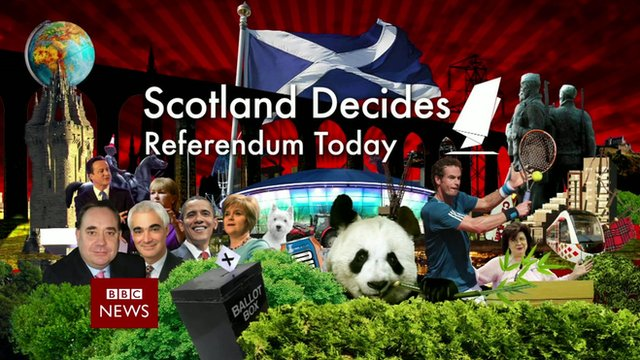 Scotland Decides
Referendum Today
BALLOT
BOX
BBC
NEWS